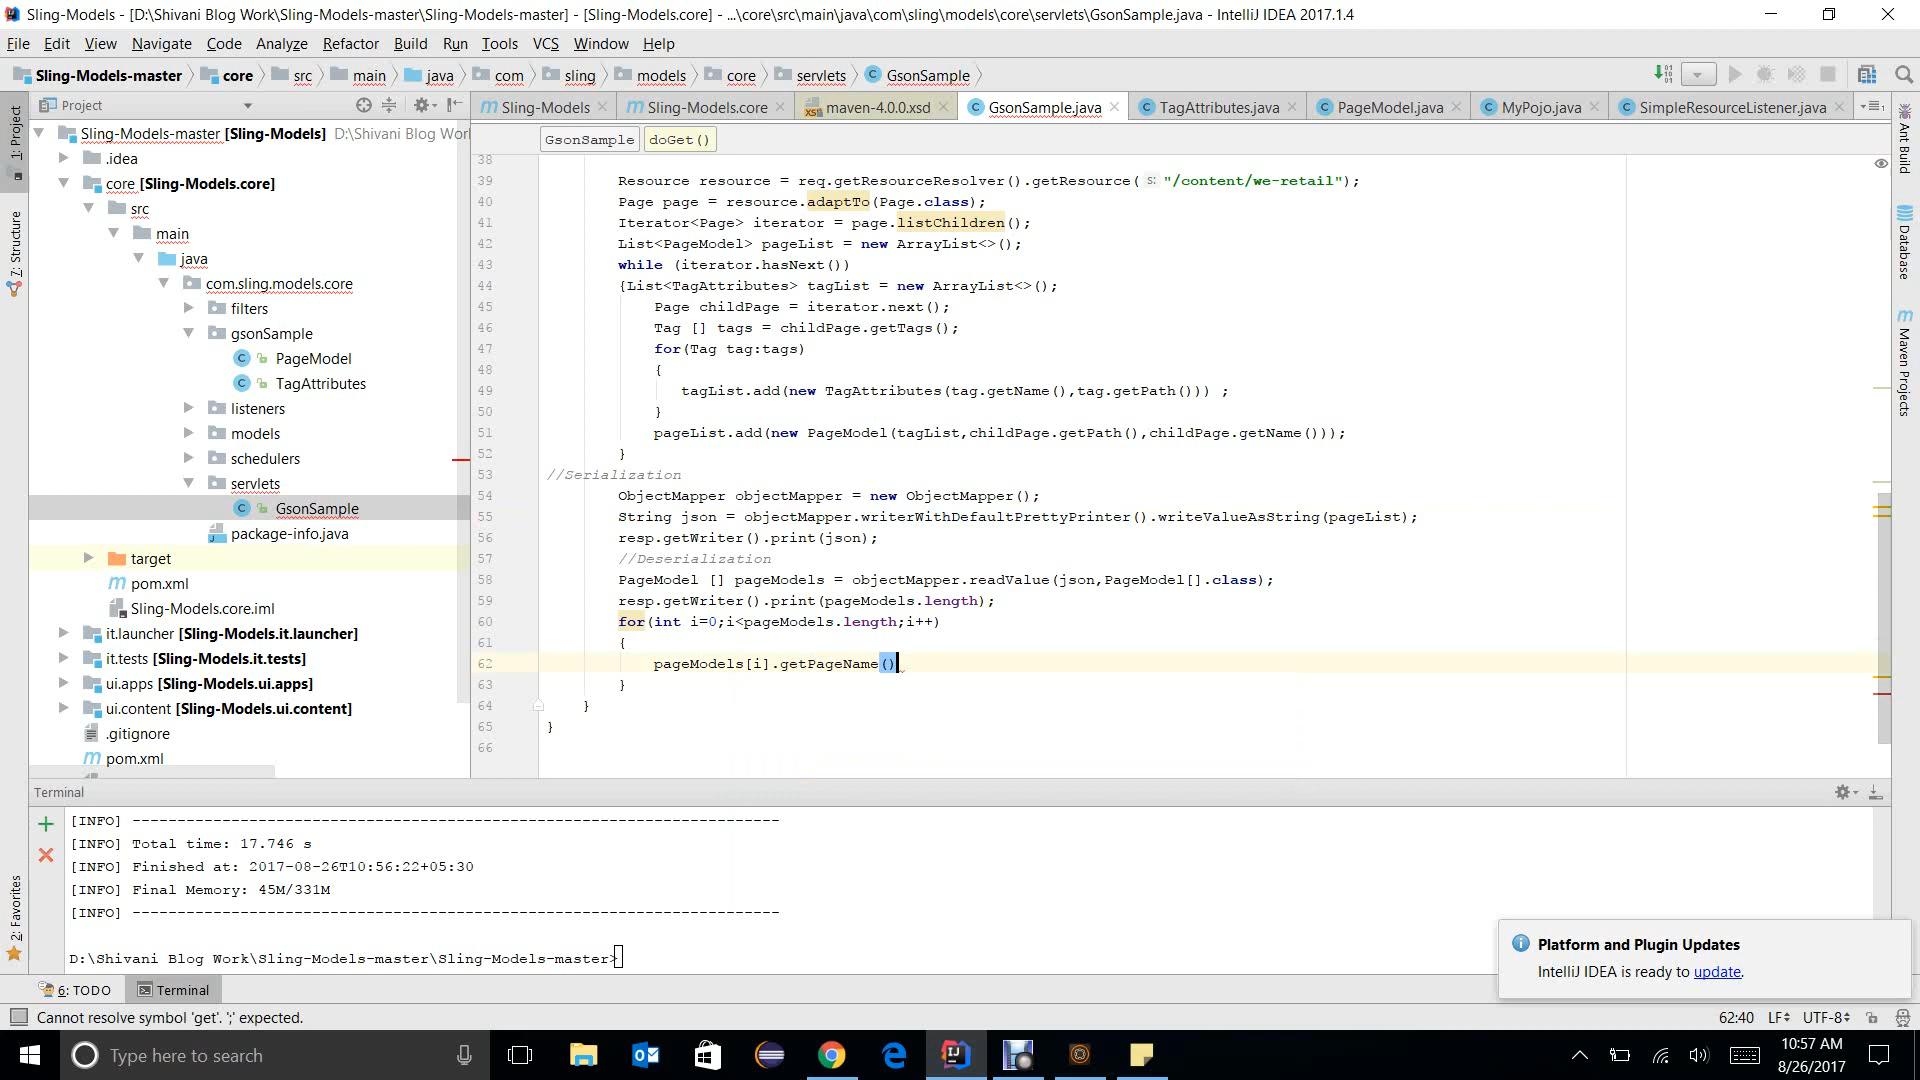 Sling-Models - [D:\Shivani Blog Work\Sling-Models-master\Sling-Models-master] - [Sling-Models.core] - ...\core\src\main\java\com\sling\models\core\servlets\GsonSample.java - IntelliJ IDEA 2017.1.4
File Edit View Navigate Code Analyze Refactor Build Run Tools VCS Window Help
Sling-Models-master core src main java com sling models core servlets GsonSample
Project
Sling-Models Sling-Models.core maven-4.0.0.xsd GsonSample.java TagAttributes.java PageModel.java MyPojo.java SimpleResourceListener.java
GsonSample doGet()
1: Project
7: Structure
2: Favorites
Sling-Models-master [Sling-Models] D:\Shivani Blog Wor
.idea
core [Sling-Models.core]
src
main
java
com.sling.models.core
filters
gsonSample
PageModel
TagAttributes
listeners
models
schedulers
servlets
GsonSample
package-info.java
target
pom.xml
Sling-Models.core.iml
it.launcher [Sling-Models.it.launcher]
it.tests [Sling-Models.it.tests]
ui.apps [Sling-Models.ui.apps]
ui.content [Sling-Models.ui.content]
.gitignore
pom.xml
38
39 Resource resource = req.getResourceResolver().getResource( s: "/content/we-retail");
40 Page page = resource.adaptTo(Page.class);
41 Iterator<Page> iterator = page.listChildren();
42 List<PageModel> pageList = new ArrayList<>();
43 while (iterator.hasNext())
44 {List<TagAttributes> tagList = new ArrayList<>();
45 Page childPage = iterator.next();
46 Tag [] tags = childPage.getTags();
47 for(Tag tag:tags)
48 {
49 tagList.add(new TagAttributes(tag.getName(),tag.getPath())) ;
50 }
51 pageList.add(new PageModel(tagList,childPage.getPath(),childPage.getName()));
52 }
53 //Serialization
54 ObjectMapper objectMapper = new ObjectMapper();
55 String json = objectMapper.writerWithDefaultPrettyPrinter().writeValueAsString(pageList);
56 resp.getWriter().print(json);
57 //Deserialization
58 PageModel [] pageModels = objectMapper.readValue(json,PageModel[].class);
59 resp.getWriter().print(pageModels.length);
60 for(int i=0;i<pageModels.length;i++)
61 {
62 pageModels[i].getPageName()
63 }
64 }
65 }
66
Ant Build
Database
Maven Projects
Terminal
[INFO] ------------------------------------------------------------------------
[INFO] Total time: 17.746 s
[INFO] Finished at: 2017-08-26T10:56:22+05:30
[INFO] Final Memory: 45M/331M
[INFO] ------------------------------------------------------------------------
D:\Shivani Blog Work\Sling-Models-master\Sling-Models-master>
Platform and Plugin Updates
IntelliJ IDEA is ready to update.
6: TODO Terminal
Cannot resolve symbol 'get'. ';' expected.
62:40 LF UTF-8
Type here to search
10:57 AM
8/26/2017